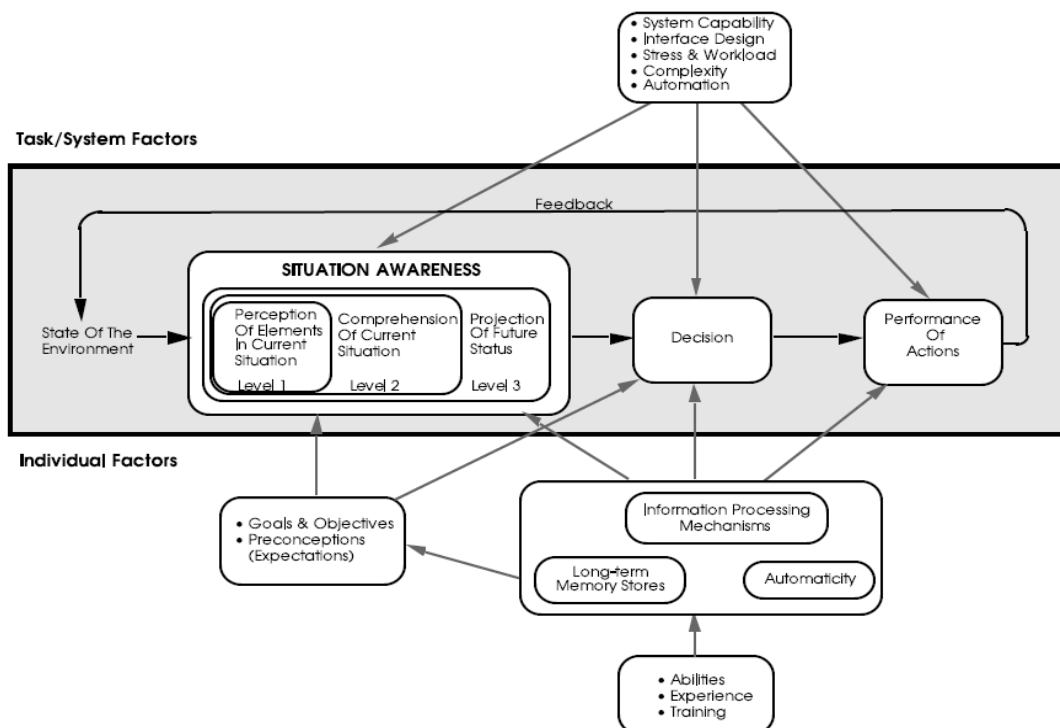 • System Capability
• Interface Design
• Stress & Workload
• Complexity
• Automation
Task/System Factors
Feedback
SITUATION AWARENESS
Perception
Of Elements
In Current
Situation
Level 1
Comprehension
Of Current
Situation
Level 2
Projection
Of Future
Status
Level 3
State Of The
Environment
Decision
Performance
Of
Actions
Individual Factors
• Goals & Objectives
• Preconceptions
(Expectations)
Information Processing
Mechanisms
Long-term
Memory Stores
Automaticity
• Abilities
• Experience
• Training